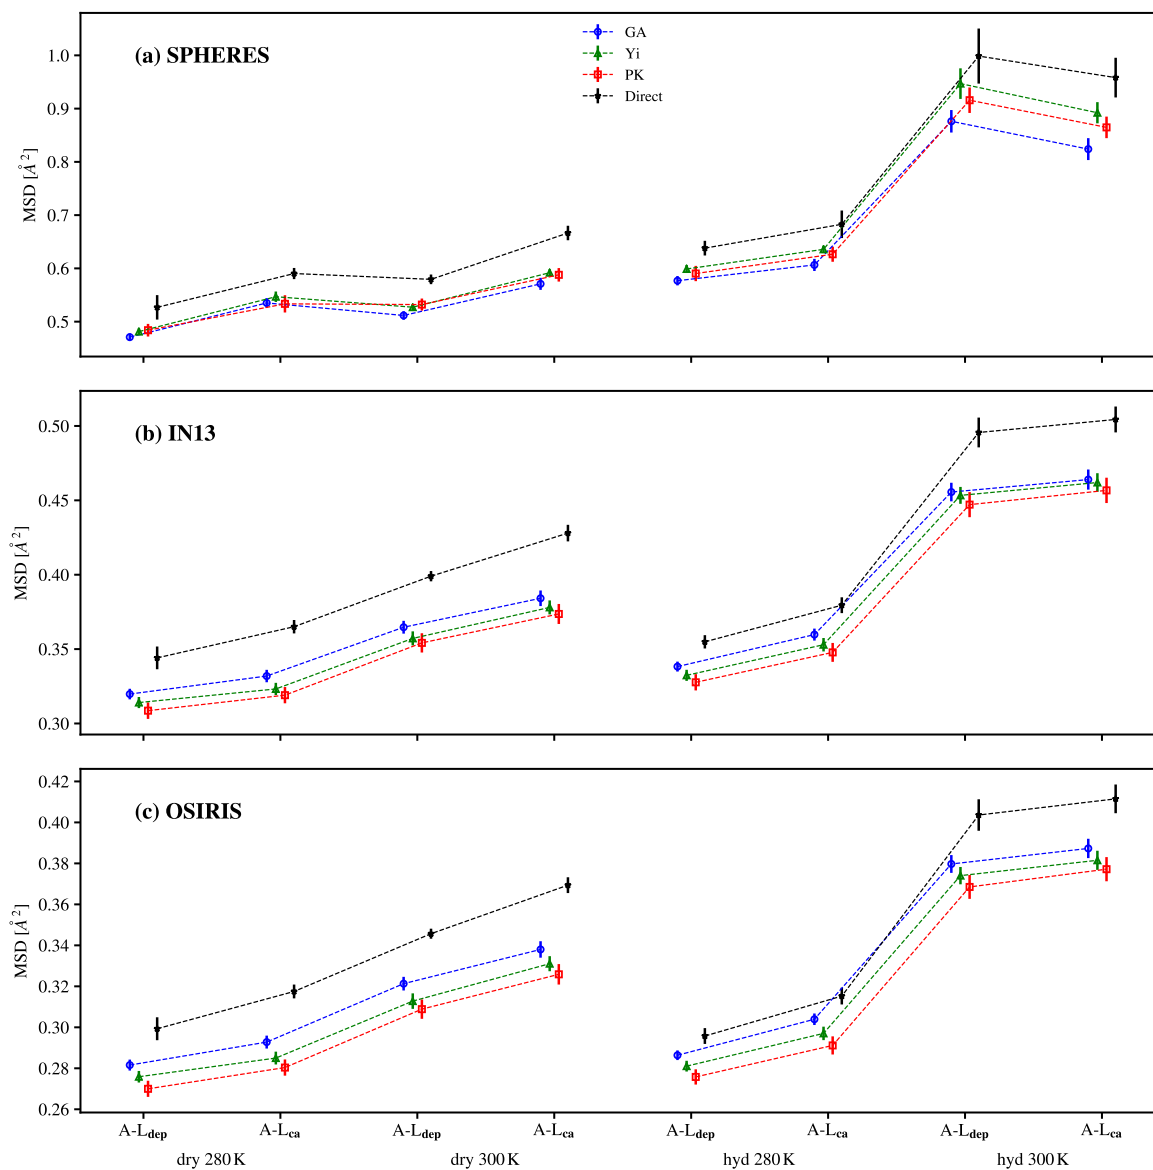 (a) SPHERES
GA
Yi
PK
Direct
MSD [Å²]
1.0
0.9
0.8
0.7
0.6
0.5
(b) IN13
MSD [Å²]
0.50
0.45
0.40
0.35
0.30
(c) OSIRIS
MSD [Å²]
0.42
0.40
0.38
0.36
0.34
0.32
0.30
0.28
0.26
A-Ldep A-Lca A-Ldep A-Lca A-Ldep A-Lca A-Ldep A-Lca
dry 280 K dry 300 K hyd 280 K hyd 300 K